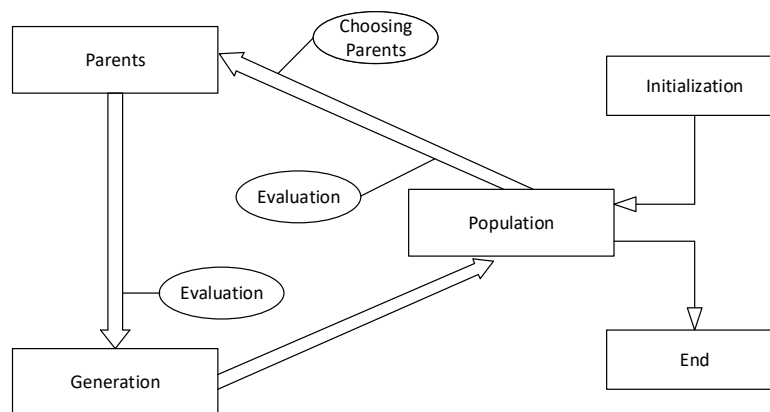 Choosing
Parents
Parents
Initialization
Evaluation
Population
Evaluation
Generation
End